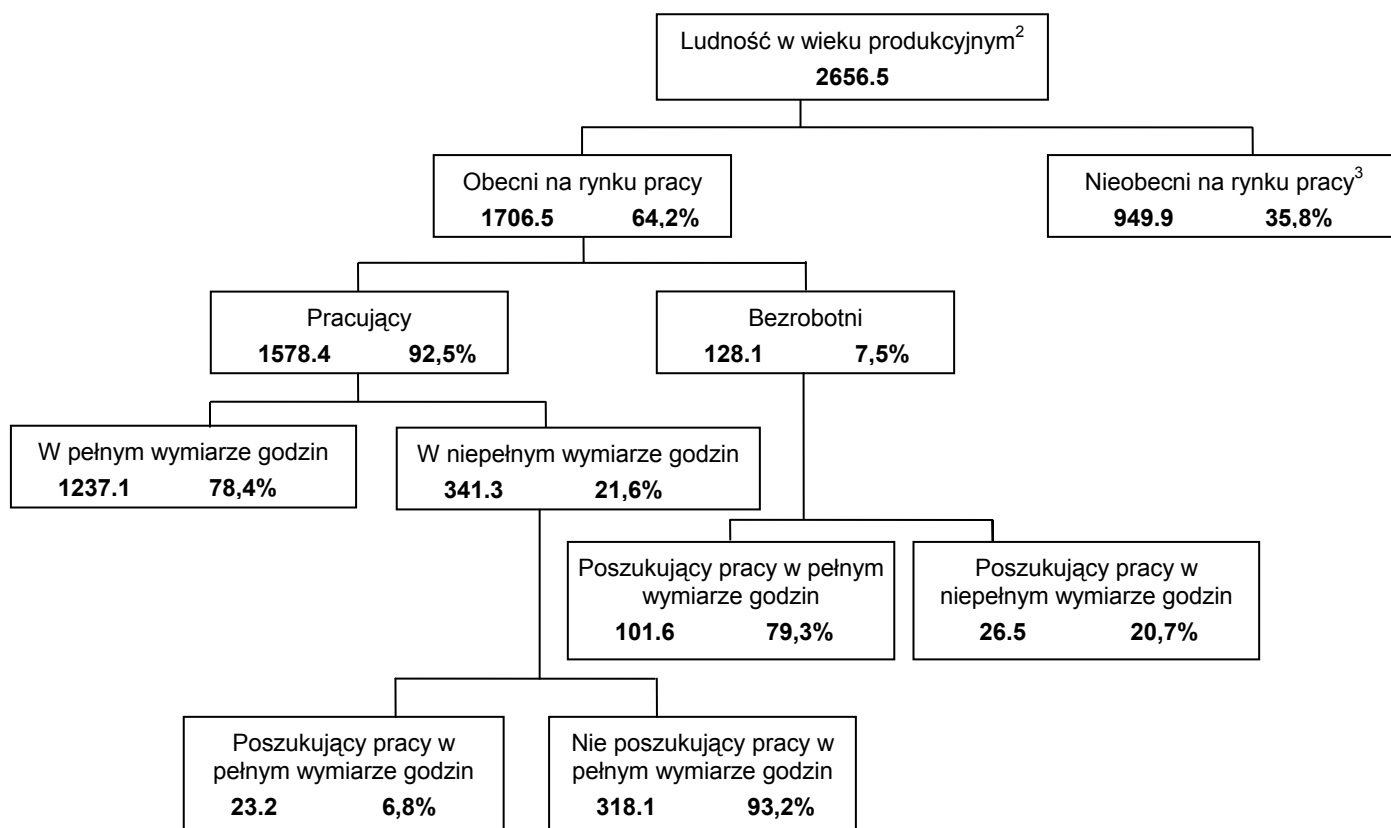 Ludność w wieku produkcyjnym²
2656.5
Obecni na rynku pracy
1706.5 64,2%
Nieobecni na rynku pracy³
949.9 35,8%
Pracujący
1578.4 92,5%
Bezrobotni
128.1 7,5%
W pełnym wymiarze godzin
1237.1 78,4%
W niepełnym wymiarze godzin
341.3 21,6%
Poszukujący pracy w pełnym
wymiarze godzin
101.6 79,3%
Poszukujący pracy w
niepełnym wymiarze godzin
26.5 20,7%
Poszukujący pracy w
pełnym wymiarze godzin
23.2 6,8%
Nie poszukujący pracy w
pełnym wymiarze godzin
318.1 93,2%